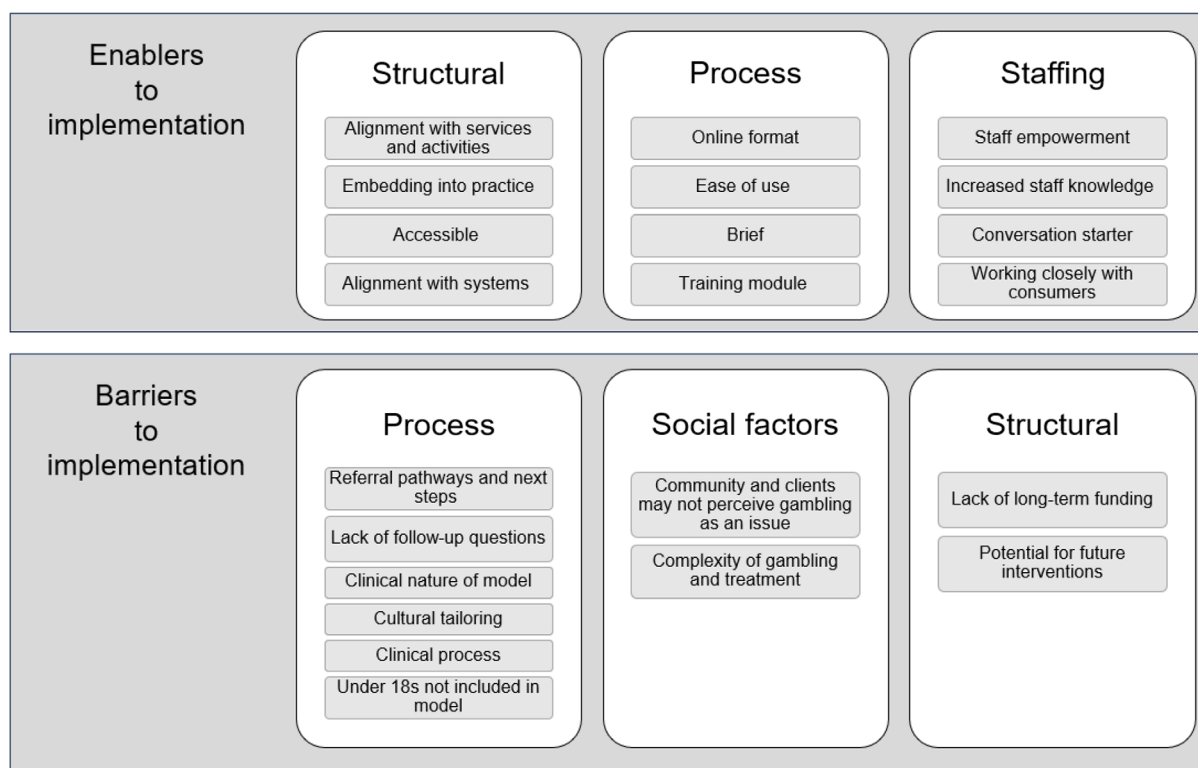 Enablers
to
implementation
Structural
Alignment with services
and activities
Embedding into practice
Accessible
Alignment with systems
Process
Online format
Ease of use
Brief
Training module
Staffing
Staff empowerment
Increased staff knowledge
Conversation starter
Working closely with
consumers
Barriers
to
implementation
Process
Referral pathways and next
steps
Lack of follow-up questions
Clinical nature of model
Cultural tailoring
Clinical process
Under 18s not included in
model
Social factors
Community and clients
may not perceive gambling
as an issue
Complexity of gambling
and treatment
Structural
Lack of long-term funding
Potential for future
interventions